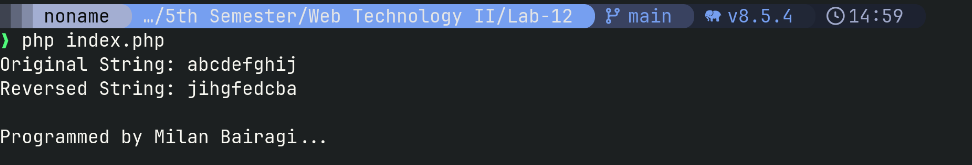 noname …/5th Semester/Web Technology II/Lab-12 main v8.5.4 14:59
❯ php index.php
Original String: abcdefghij
Reversed String: jihgfedcba
Programmed by Milan Bairagi...